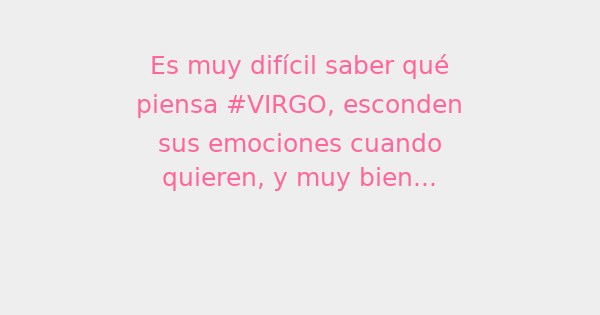 Es muy difícil saber qué
piensa #VIRGO, esconden
sus emociones cuando
quieren, y muy bien...